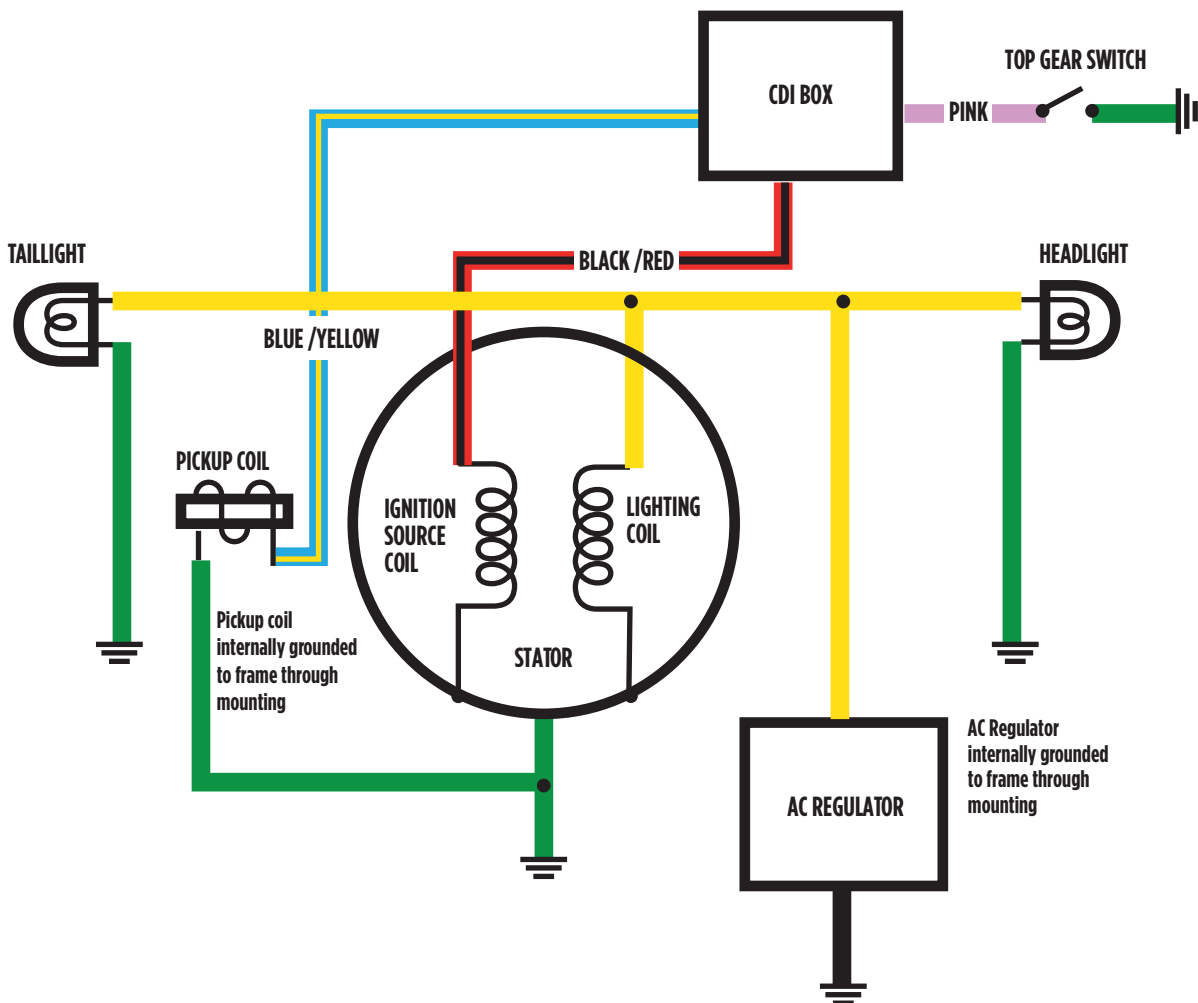 TOP GEAR SWITCH
CDI BOX
PINK
TAILLIGHT
BLACK /RED
HEADLIGHT
BLUE /YELLOW
PICKUP COIL
IGNITION
SOURCE
COIL
LIGHTING
COIL
Pickup coil
internally grounded
to frame through
mounting
STATOR
AC Regulator
internally grounded
to frame through
mounting
AC REGULATOR